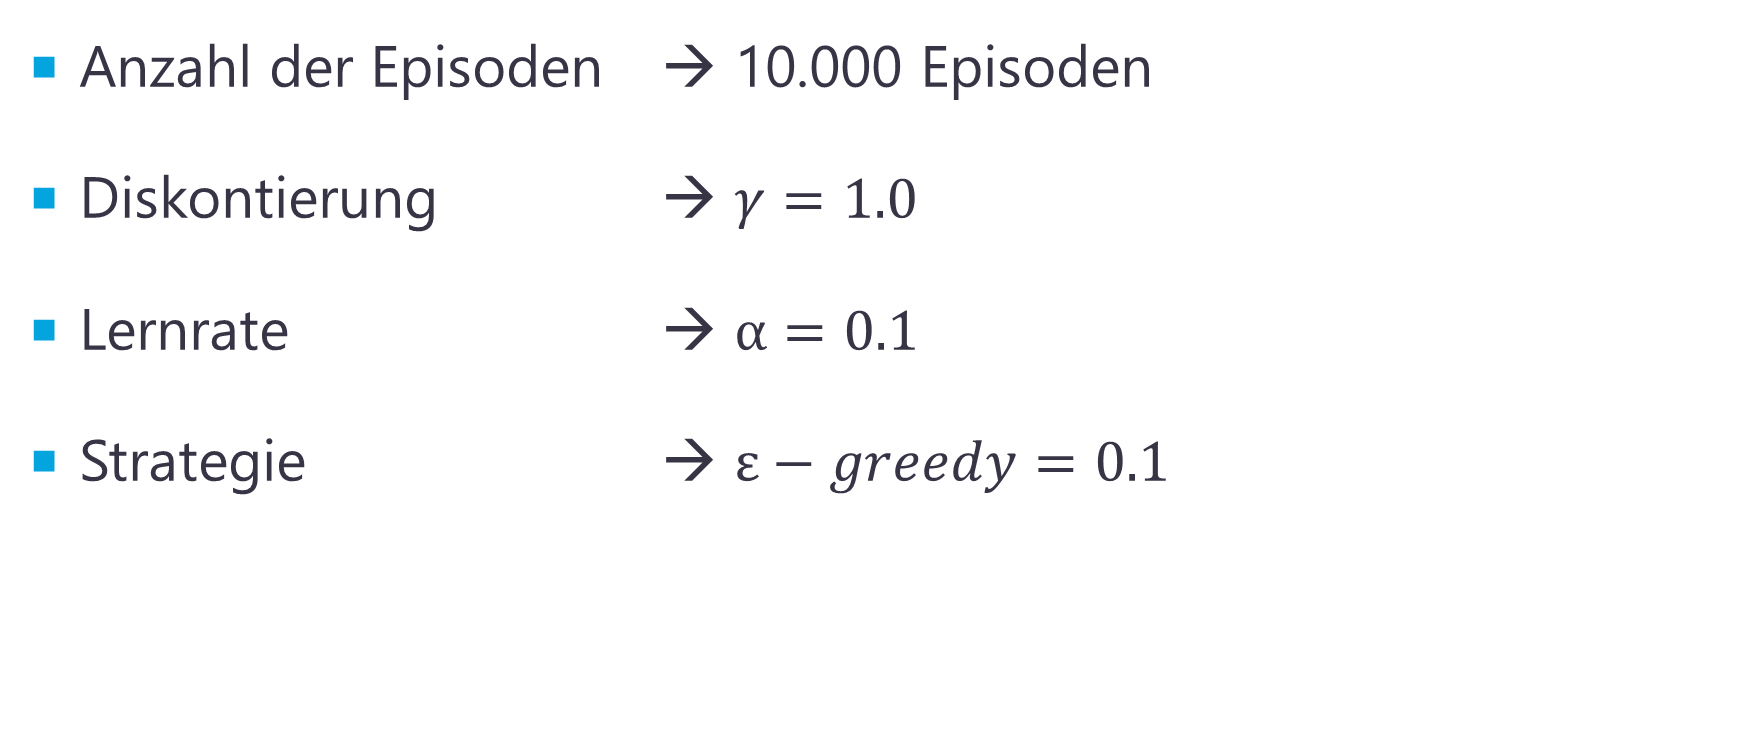 ▪ Anzahl der Episoden → 10.000 Episoden
▪ Diskontierung → γ = 1.0
▪ Lernrate → α = 0.1
▪ Strategie → ε − greedy = 0.1